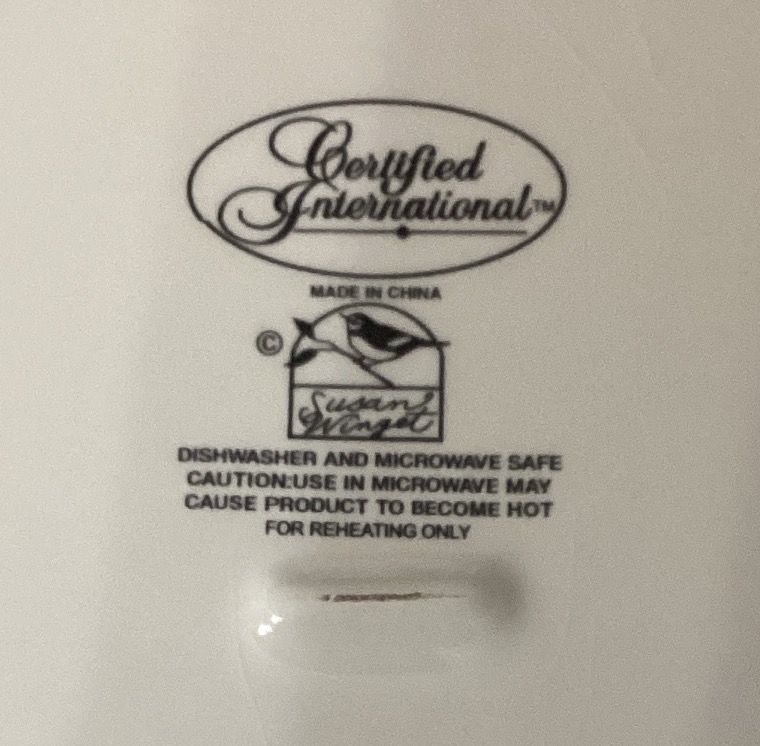 Certified
International™
MADE IN CHINA
©
Susan
Winget
DISHWASHER AND MICROWAVE SAFE
CAUTION:USE IN MICROWAVE MAY
CAUSE PRODUCT TO BECOME HOT
FOR REHEATING ONLY